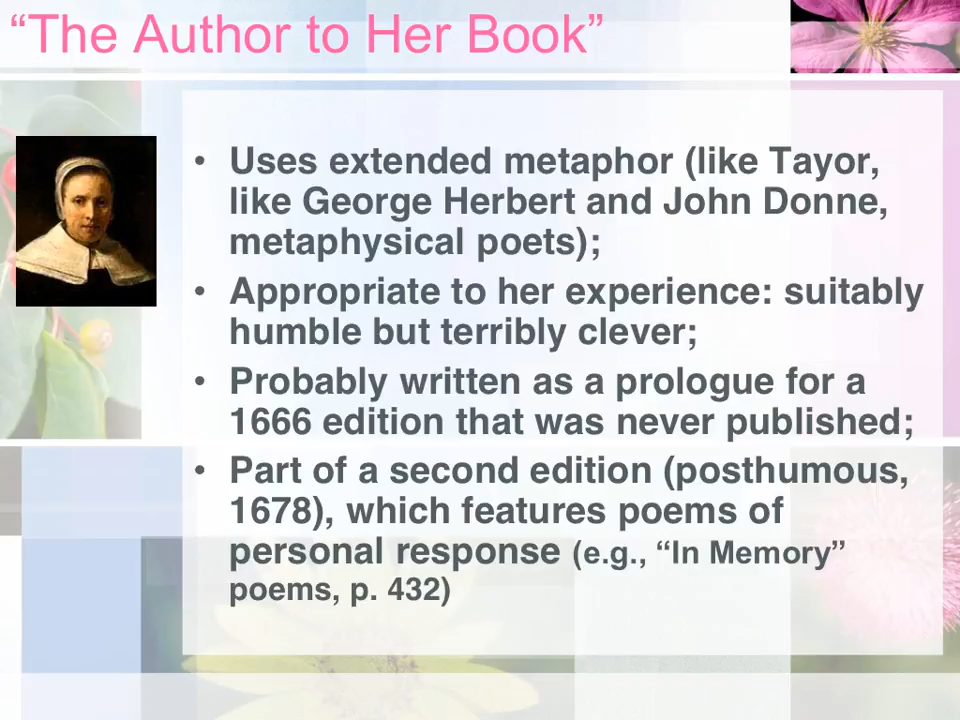 “The Author to Her Book”
• Uses extended metaphor (like Tayor,
like George Herbert and John Donne,
metaphysical poets);
• Appropriate to her experience: suitably
humble but terribly clever;
• Probably written as a prologue for a
1666 edition that was never published;
• Part of a second edition (posthumous,
1678), which features poems of
personal response (e.g., “In Memory”
poems, p. 432)